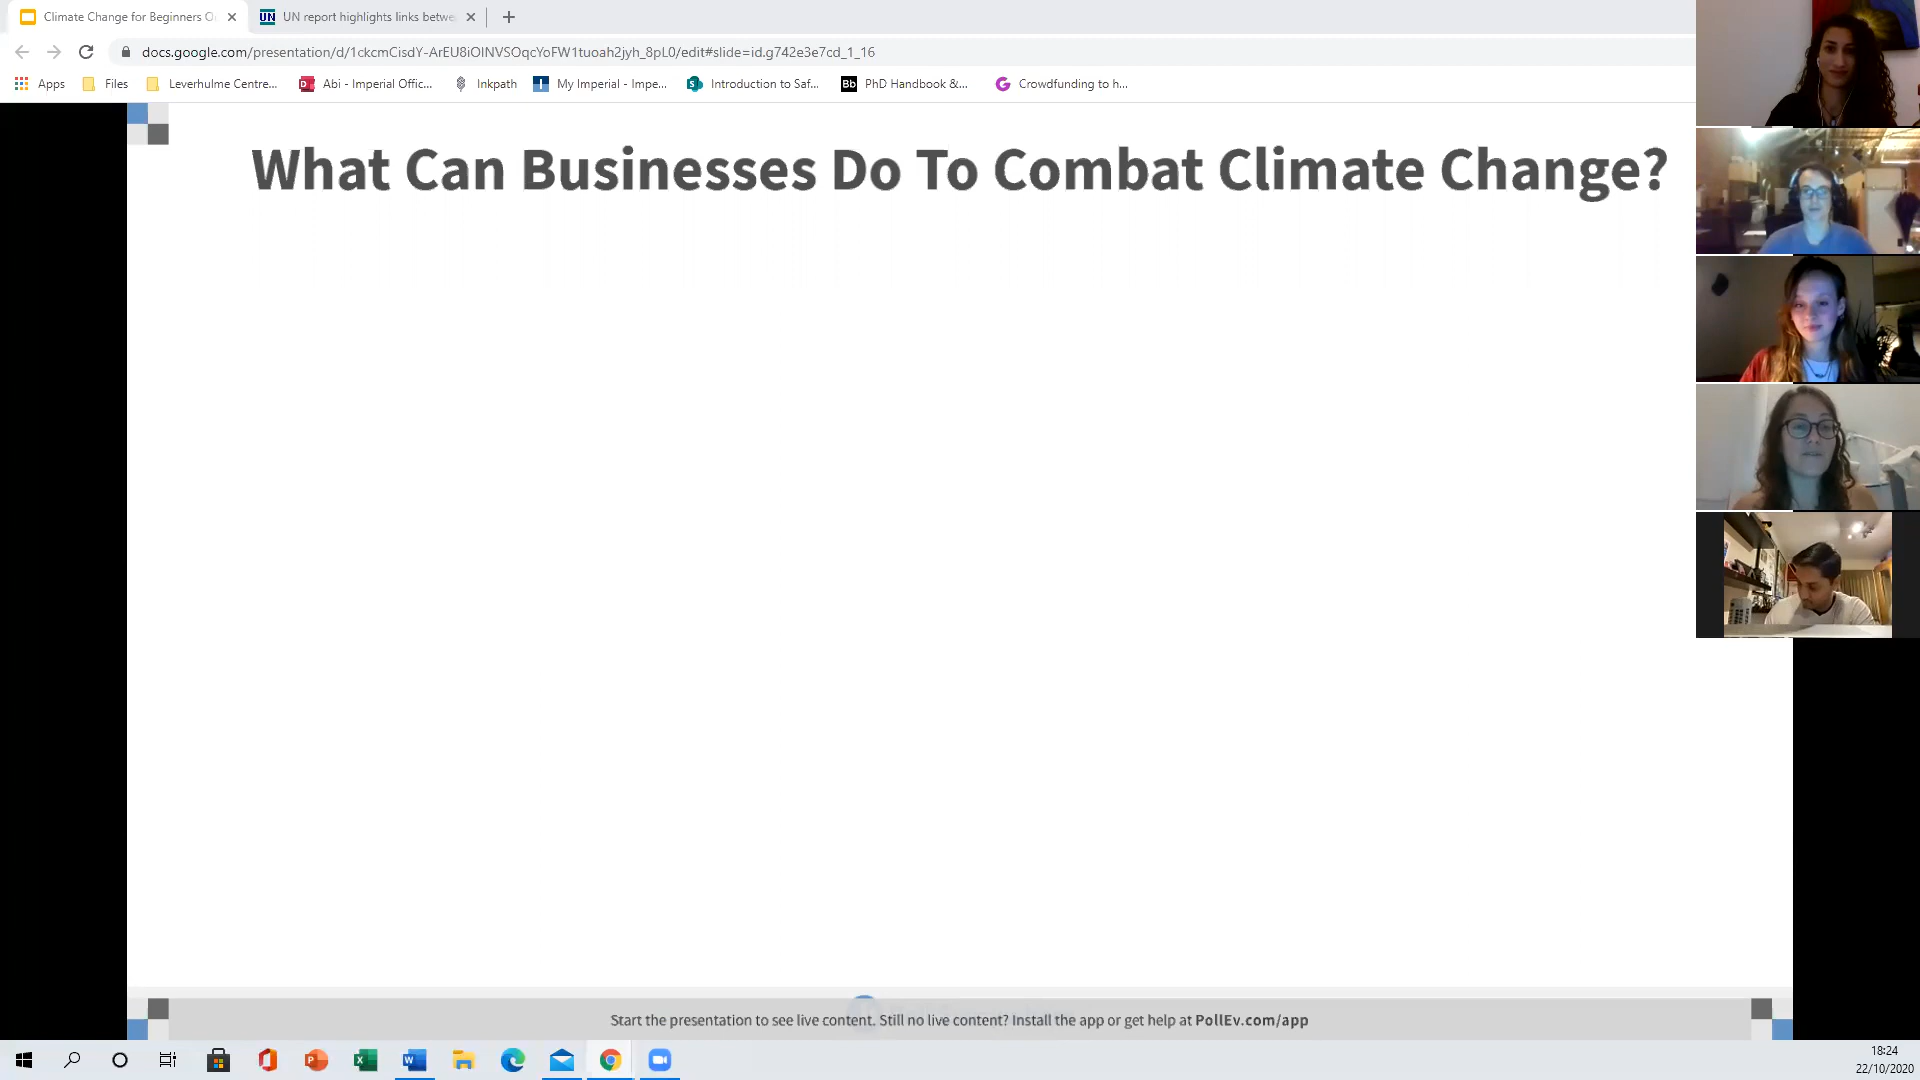 Climate Change for Beginners O
UN report highlights links betwe
docs.google.com/presentation/d/1ckcmCisdY-ArEU8iOINVSOqcYoFW1tuoah2jyh_8pL0/edit#slide=id.g742e3e7cd_1_16
Apps Files Leverhulme Centre... Abi - Imperial Offic... Inkpath My Imperial - Impe... Introduction to Saf... Bb PhD Handbook &... Crowdfunding to h...
What Can Businesses Do To Combat Climate Change?
Start the presentation to see live content. Still no live content? Install the app or get help at PollEv.com/app
18:24
22/10/2020